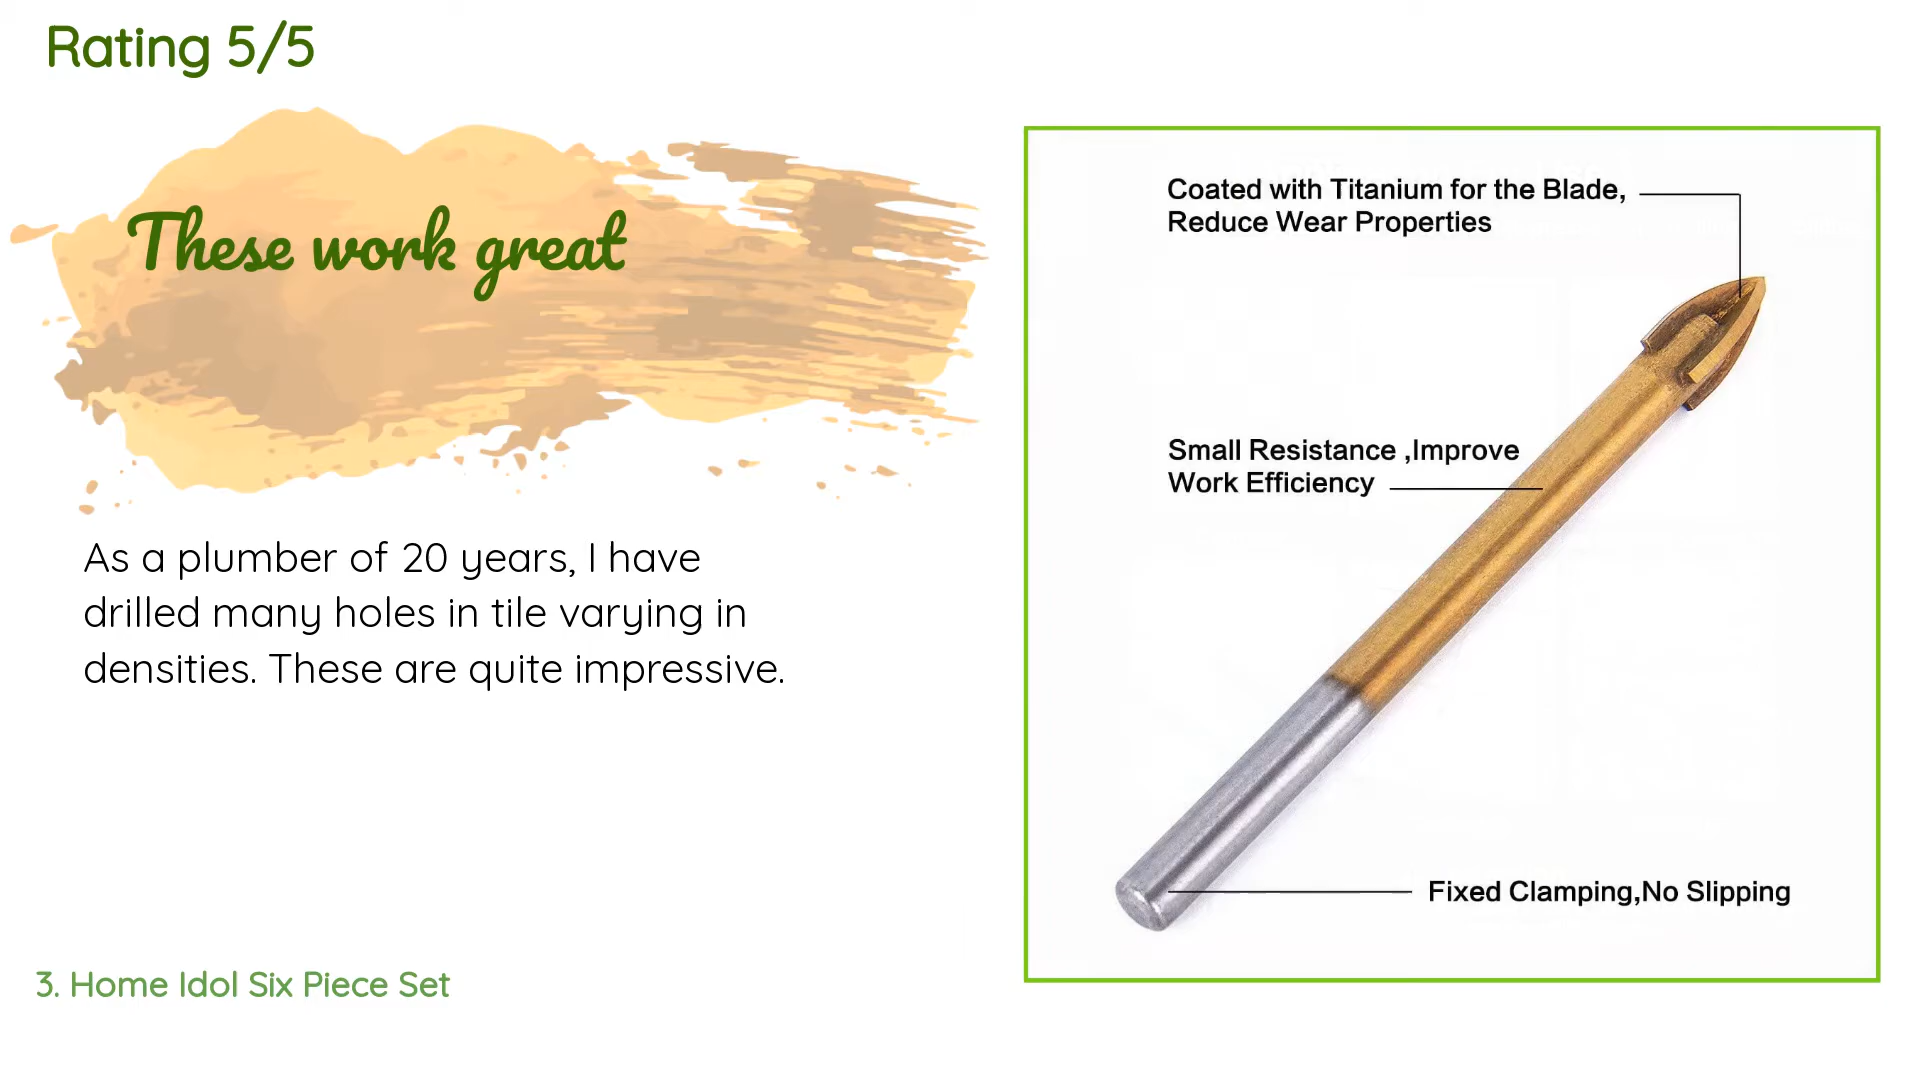 Rating 5/5
These work great
As a plumber of 20 years, I have
drilled many holes in tile varying in
densities. These are quite impressive.
3. Home Idol Six Piece Set
Coated with Titanium for the Blade,
Reduce Wear Properties
Small Resistance ,Improve
Work Efficiency
Fixed Clamping,No Slipping